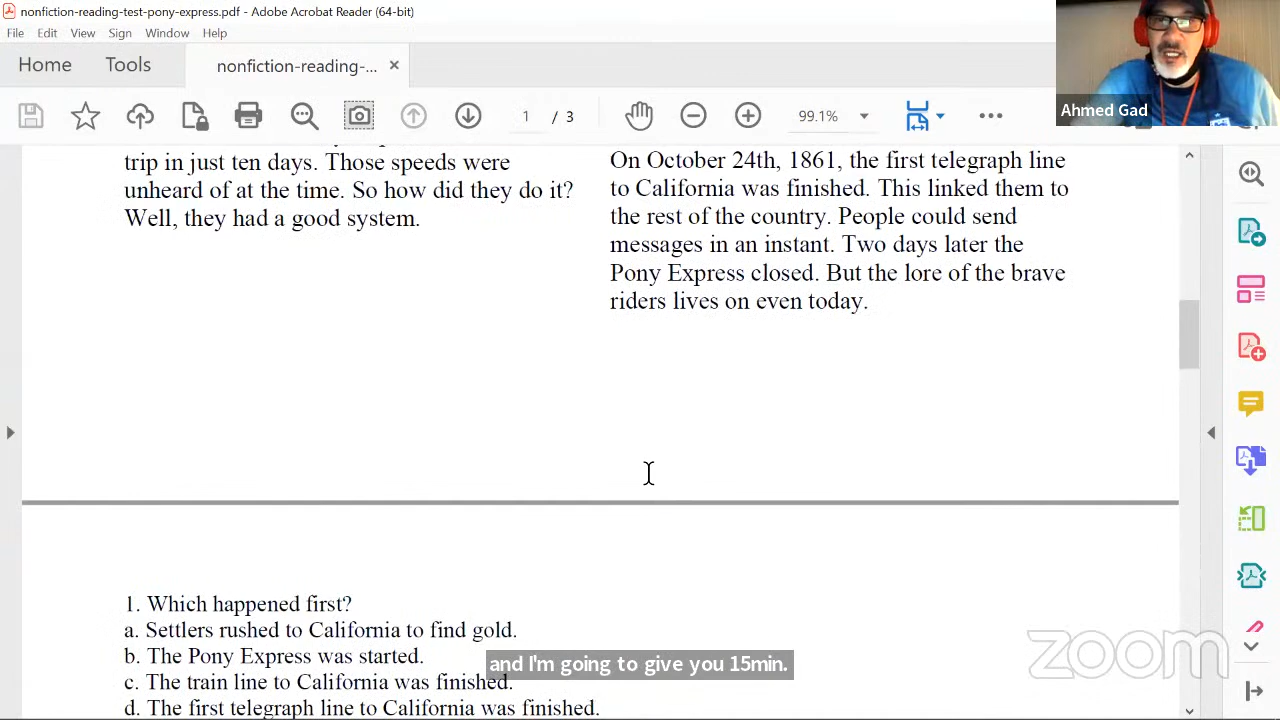 nonfiction-reading-test-pony-express.pdf - Adobe Acrobat Reader (64-bit)
File Edit View Sign Window Help
Home Tools nonfiction-reading-... ×
1 / 3 99.1%
Ahmed Gad
trip in just ten days. Those speeds were
unheard of at the time. So how did they do it?
Well, they had a good system.
On October 24th, 1861, the first telegraph line
to California was finished. This linked them to
the rest of the country. People could send
messages in an instant. Two days later the
Pony Express closed. But the lore of the brave
riders lives on even today.
1. Which happened first?
a. Settlers rushed to California to find gold.
b. The Pony Express was started.
c. The train line to California was finished.
d. The first telegraph line to California was finished.
and I'm going to give you 15min.
zoom